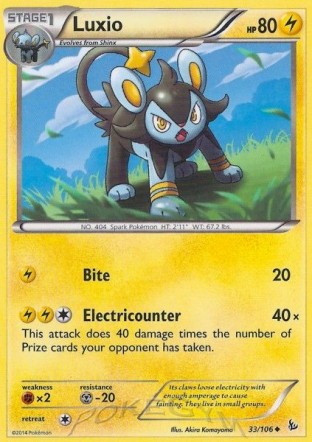 STAGE1 Luxio HP80
Evolves from Shinx
NO. 404 Spark Pokémon HT: 2'11" WT: 67.2 lbs.
Bite 20
Electricounter 40×
This attack does 40 damage times the number of
Prize cards your opponent has taken.
weakness resistance
×2 -20
retreat
Its claws loose electricity with
enough amperage to cause
fainting. They live in small groups.
Illus. Akira Komayama 33/106
©2014 Pokémon